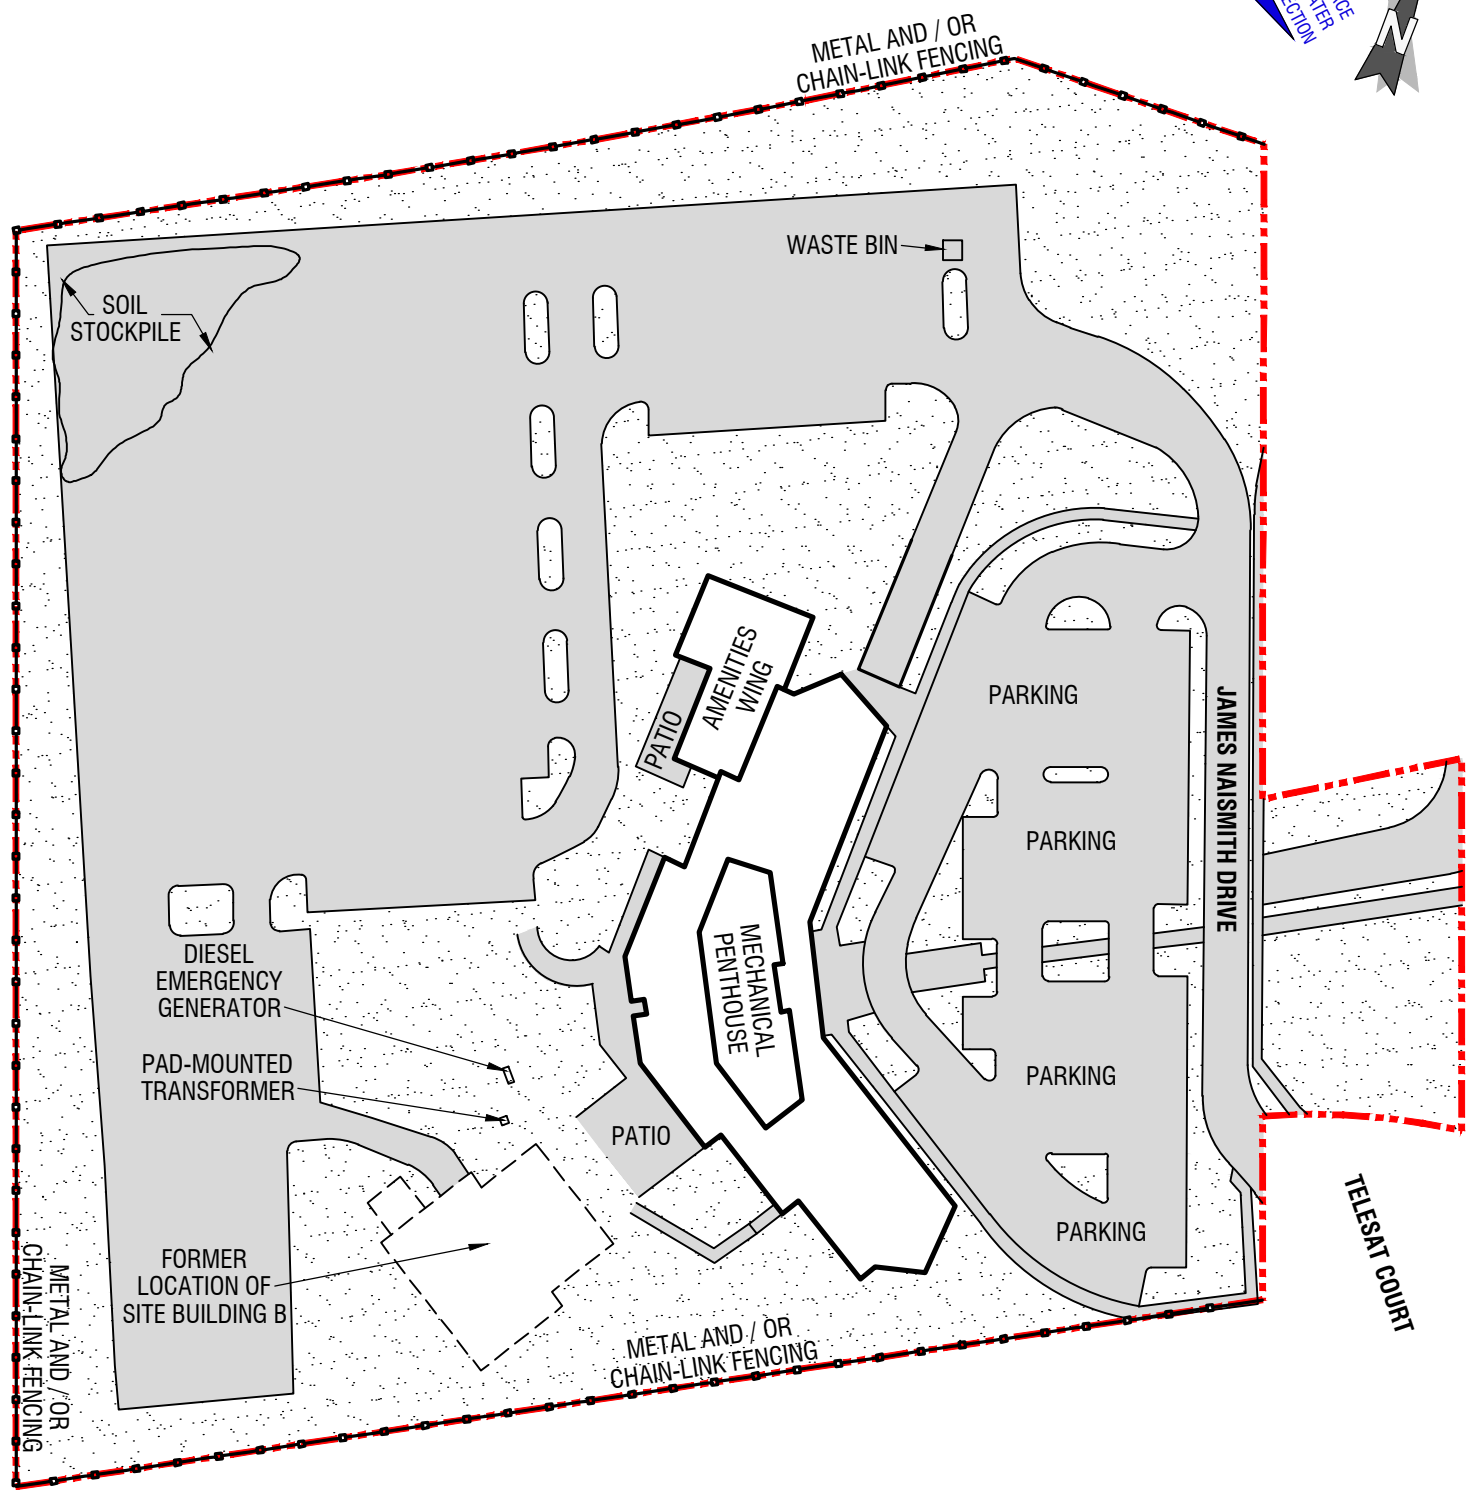 METAL AND / OR
CHAIN-LINK FENCING
N
WASTE BIN
SOIL
STOCKPILE
AMENITIES
WING
PATIO
PARKING
JAMES NAISMITH DRIVE
PARKING
MECHANICAL
PENTHOUSE
DIESEL
EMERGENCY
GENERATOR
PAD-MOUNTED
TRANSFORMER
PARKING
PATIO
PARKING
TELESAT COURT
FORMER
LOCATION OF
SITE BUILDING B
METAL AND / OR
CHAIN-LINK FENCING
METAL AND / OR
CHAIN-LINK FENCING